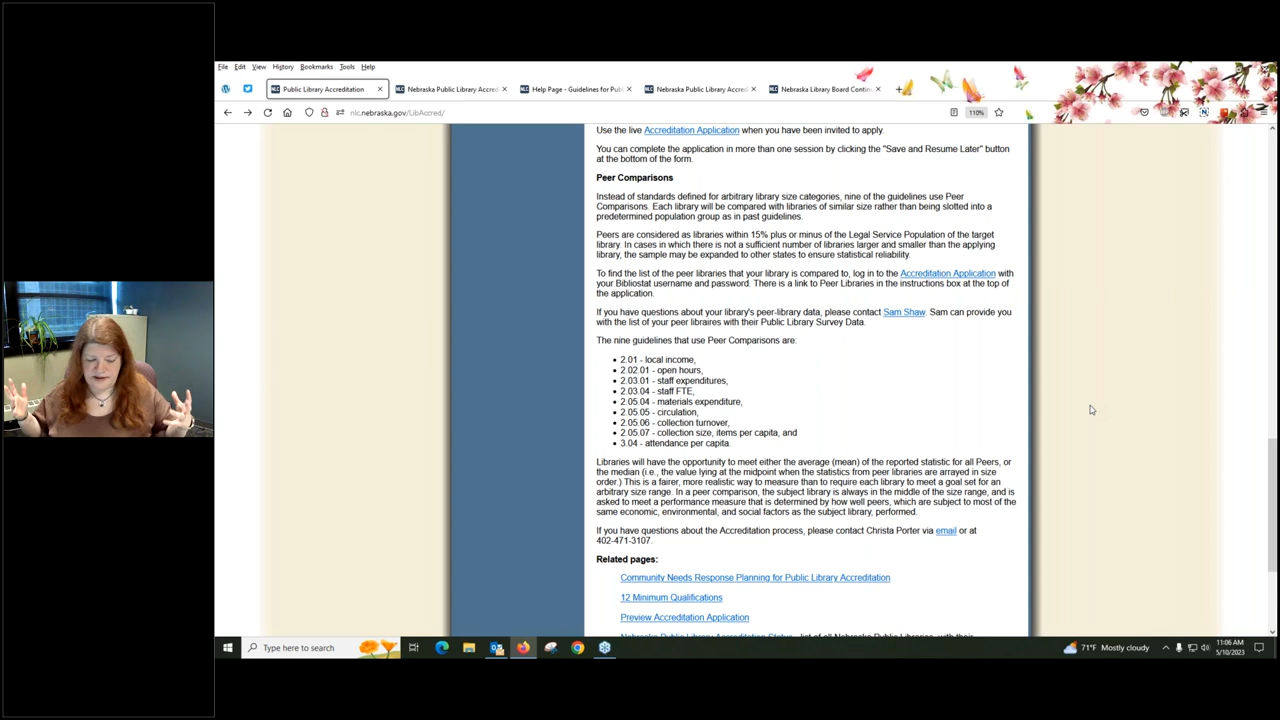 File Edit View History Bookmarks Tools Help
Public Library Accreditation × Nebraska Public Library Accred × Help Page - Guidelines for Publ × Nebraska Public Library Accred × Nebraska Library Board Contin ×
nlc.nebraska.gov/LibAccred/ 110%
Use the live Accreditation Application when you have been invited to apply.
You can complete the application in more than one session by clicking the "Save and Resume Later" button
at the bottom of the form.
Peer Comparisons
Instead of standards defined for arbitrary library size categories, nine of the guidelines use Peer
Comparisons. Each library will be compared with libraries of similar size rather than being slotted into a
predetermined population group as in past guidelines.
Peers are considered as libraries within 15% plus or minus of the Legal Service Population of the target
library. In cases in which there is not a sufficient number of libraries larger and smaller than the applying
library, the sample may be expanded to other states to ensure statistical reliability.
To find the list of the peer libraries that your library is compared to, log in to the Accreditation Application with
your Bibliostat username and password. There is a link to Peer Libraries in the instructions box at the top of
the application.
If you have questions about your library's peer-library data, please contact Sam Shaw. Sam can provide you
with the list of your peer libraires with their Public Library Survey Data.
The nine guidelines that use Peer Comparisons are:
• 2.01 - local income,
• 2.02.01 - open hours,
• 2.03.01 - staff expenditures,
• 2.03.04 - staff FTE,
• 2.05.04 - materials expenditure,
• 2.05.05 - circulation,
• 2.05.06 - collection turnover,
• 2.05.07 - collection size, items per capita, and
• 3.04 - attendance per capita.
Libraries will have the opportunity to meet either the average (mean) of the reported statistic for all Peers, or
the median (i.e., the value lying at the midpoint when the statistics from peer libraries are arrayed in size
order.) This is a fairer, more realistic way to measure than to require each library to meet a goal set for an
arbitrary size range. In a peer comparison, the subject library is always in the middle of the size range, and is
asked to meet a performance measure that is determined by how well peers, which are subject to most of the
same economic, environmental, and social factors as the subject library, performed.
If you have questions about the Accreditation process, please contact Christa Porter via email or at
402-471-3107.
Related pages:
Community Needs Response Planning for Public Library Accreditation
12 Minimum Qualifications
Preview Accreditation Application
Nebraska Public Library Accreditation Status - list of all Nebraska Public Libraries, with their
Type here to search
71°F Mostly cloudy
11:06 AM
5/10/2023